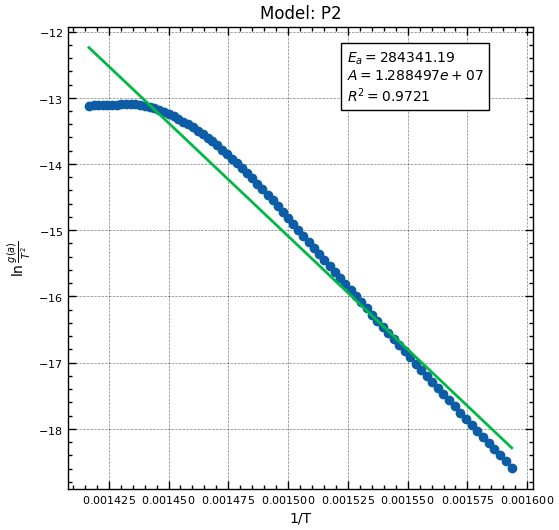 Model: P2
−12
−13
−14
−15
−16
−17
−18
ln g(a)/T²
E_a = 284341.19
A = 1.288497e + 07
R² = 0.9721
0.001425 0.001450 0.001475 0.001500 0.001525 0.001550 0.001575 0.001600
1/T